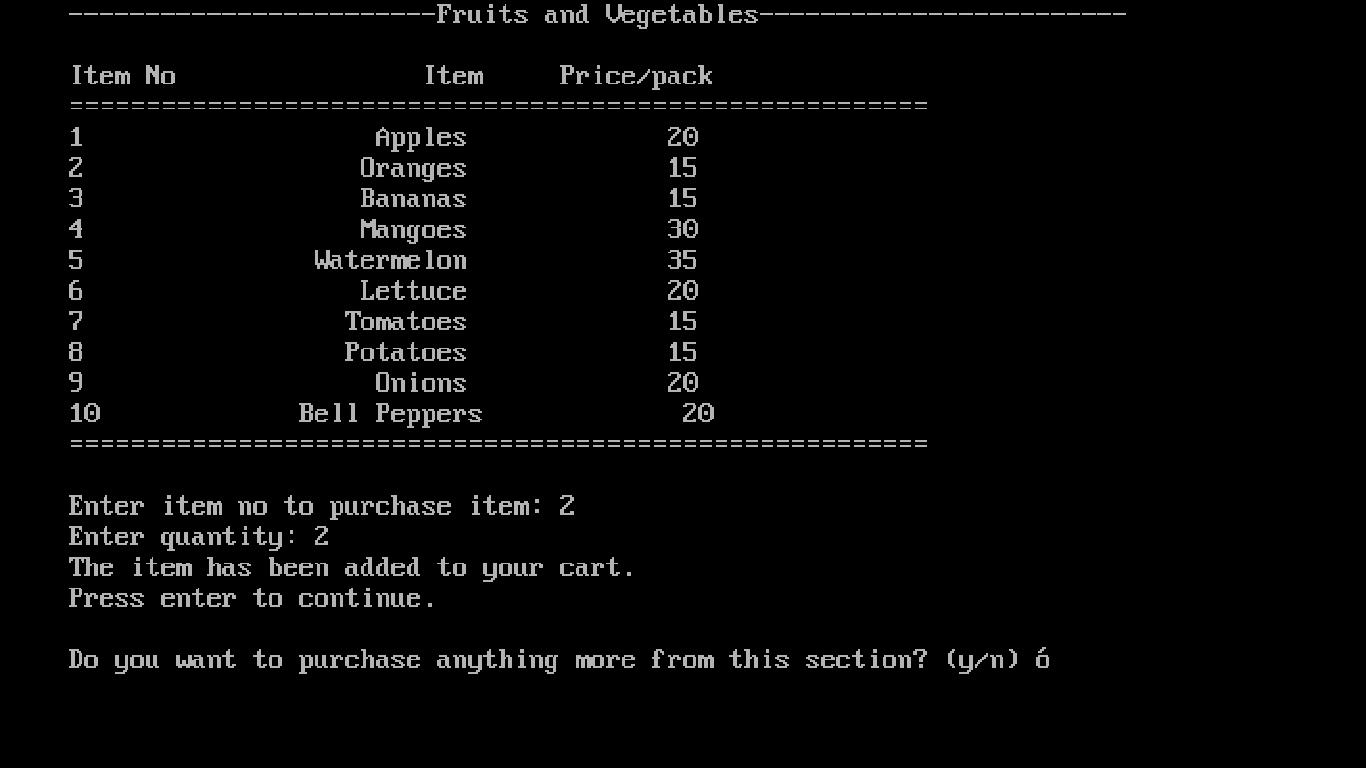 ------------------------Fruits and Vegetables------------------------
Item No Item Price/pack
========================================================
1 Apples 20
2 Oranges 15
3 Bananas 15
4 Mangoes 30
5 Watermelon 35
6 Lettuce 20
7 Tomatoes 15
8 Potatoes 15
9 Onions 20
10 Bell Peppers 20
========================================================
Enter item no to purchase item: 2
Enter quantity: 2
The item has been added to your cart.
Press enter to continue.
Do you want to purchase anything more from this section? (y/n) ó